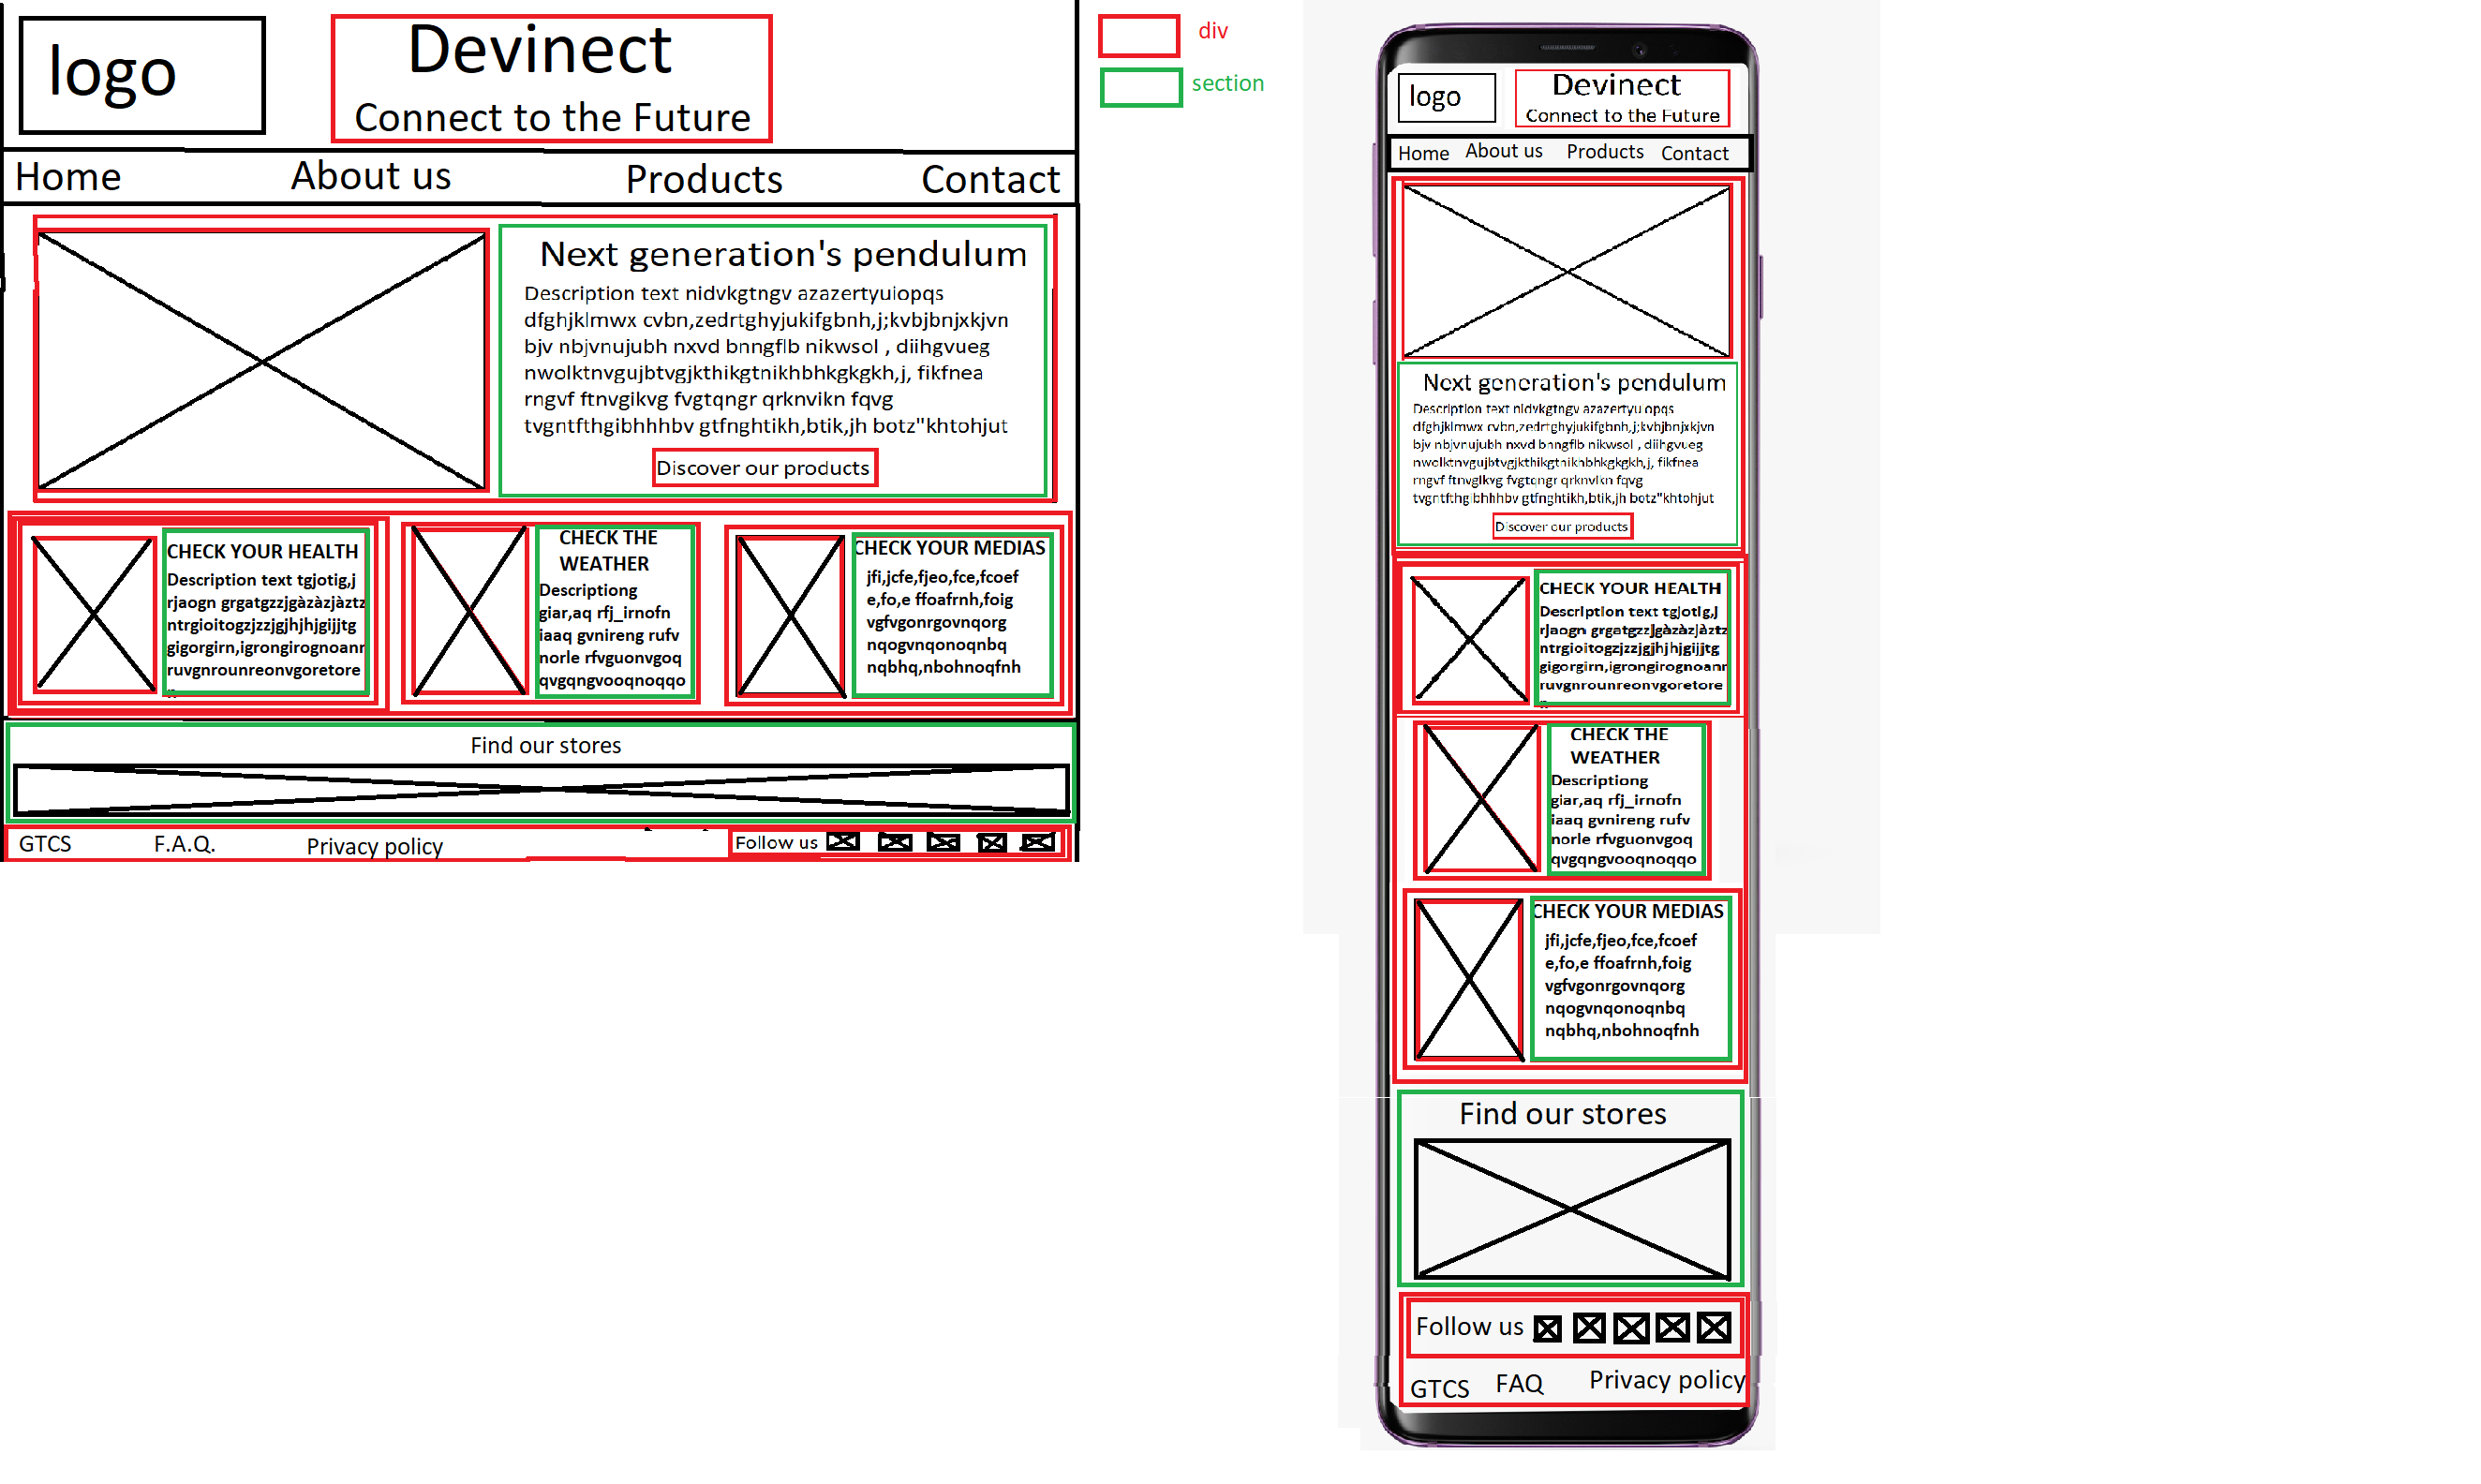 logo
Devinect
Connect to the Future
Home About us Products Contact
Next generation's pendulum
Description text nidvkgtngv azazertyuiopqs
dfghjklmwx cvbn,zedrtghyjukifgbnh,j;kvbjbnjxkjvn
bjv nbjvnujubh nxvd bnngflb nikwsol , diihgvueg
nwolktnvgujbtvgjkthikgtnikhbhkgkgkh,j, fikfnea
rngvf ftnvgikvg fvgtqngr qrknvikn fqvg
tvgntfthgibhhhbv gtfnghtikh,btik,jh botz"khtohjut
Discover our products
CHECK YOUR HEALTH
Description text tgjotig,j
rjaogn grgatgzzjgàzàzjàztz
ntrgioitogzjzzjgjhjhjgijjtg
gigorgirn,igrongirognoanr
ruvgnrounreonvgoretore
CHECK THE
WEATHER
Descriptiong
giar,aq rfj_irnofn
iaaq gvnireng rufv
norle rfvguonvgoq
qvgqngvooqnoqqo
CHECK YOUR MEDIAS
jfi,jcfe,fjeo,fce,fcoef
e,fo,e ffoafrnh,foig
vgfvgonrgovnqorg
nqogvnqonoqnbq
nqbhq,nbohnoqfnh
Find our stores
GTCS F.A.Q. Privacy policy Follow us
div
section
logo
Devinect
Connect to the Future
Home About us Products Contact
Next generation's pendulum
Description text nidvkgtngv azazertyu opqs
dfghjklmwx cvbn,zedrtghyjukifgbnh,j;kvbjbnjxkjvn
bjv nbjvnujubh nxvd bnngflb nikwsol , diihgvueg
nwolktnvgujbtvgjkthikgtnikhbhkgkgkh,j, fikfnea
rngvf ftnvgikvg fvgtqngr qrknvikn fqvg
tvgntfthgibhhhbv gtfnghtikh,btik,jh botz"khtohjut
Discover our products
CHECK YOUR HEALTH
Description text tgjotig,j
rjaogn grgatgzzjgàzàzjàztz
ntrgioitogzjzzjgjhjhjgijjtg
gigorgirn,igrongirognoanr
ruvgnrounreonvgoretore
CHECK THE
WEATHER
Descriptiong
giar,aq rfj_irnofn
iaaq gvnireng rufv
norle rfvguonvgoq
qvgqngvooqnoqqo
CHECK YOUR MEDIAS
jfi,jcfe,fjeo,fce,fcoef
e,fo,e ffoafrnh,foig
vgfvgonrgovnqorg
nqogvnqonoqnbq
nqbhq,nbohnoqfnh
Find our stores
Follow us
GTCS FAQ Privacy policy